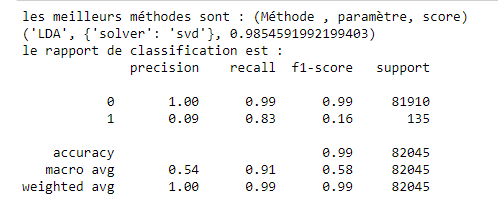 les meilleurs méthodes sont : (Méthode , paramètre, score)
('LDA', {'solver': 'svd'}, 0.9854591992199403)
le rapport de classification est :
precision recall f1-score support
0 1.00 0.99 0.99 81910
1 0.09 0.83 0.16 135
accuracy 0.99 82045
macro avg 0.54 0.91 0.58 82045
weighted avg 1.00 0.99 0.99 82045